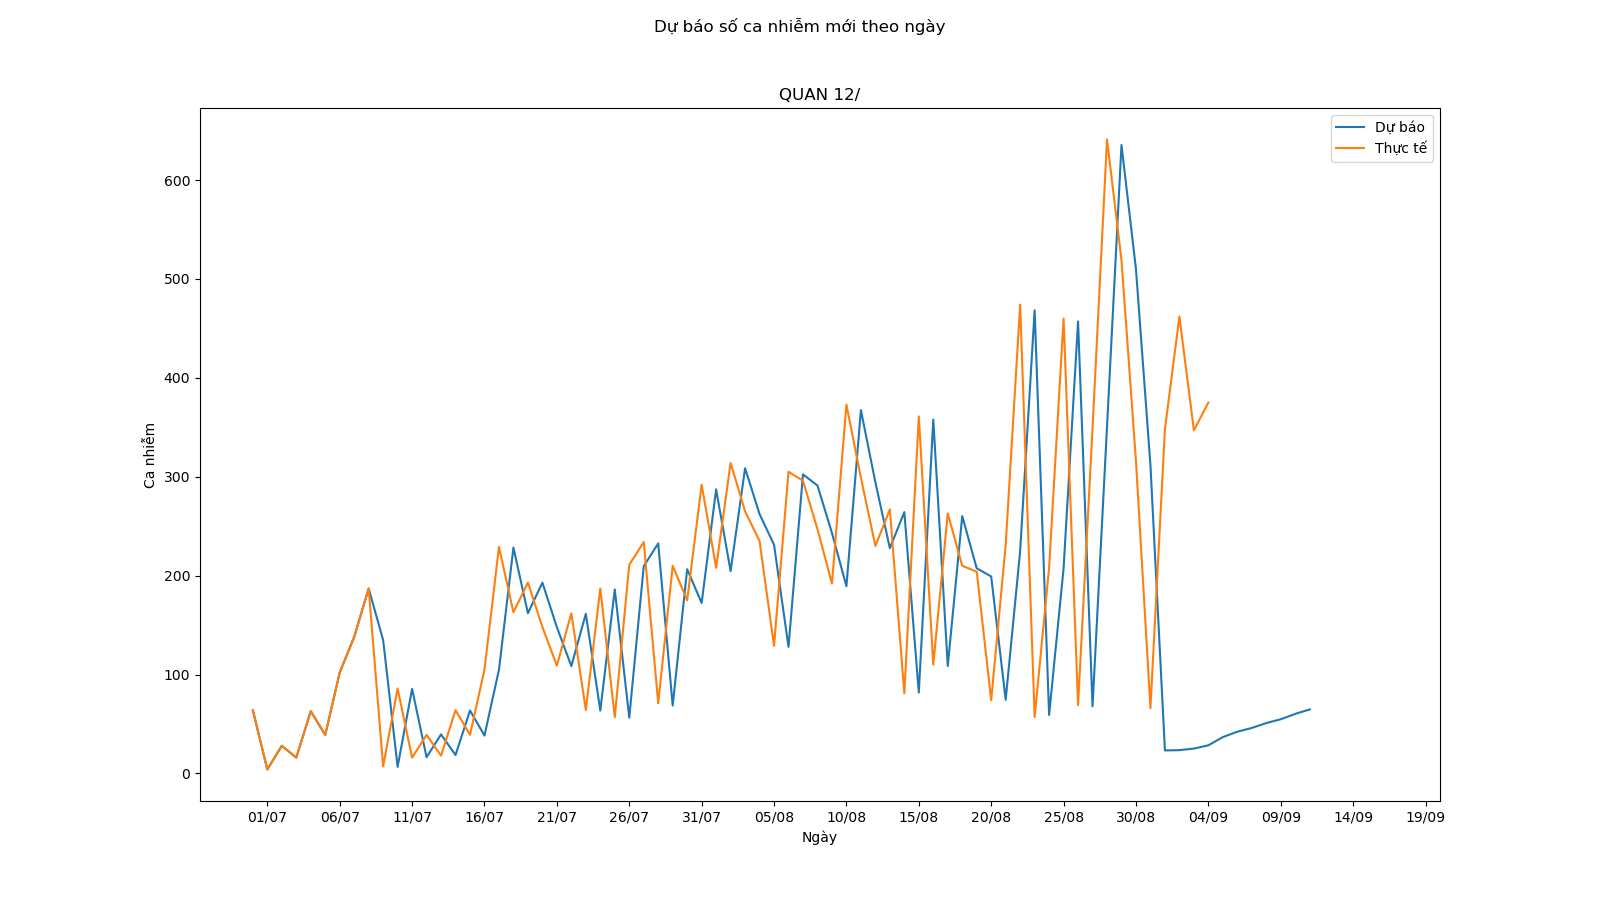 Dự báo số ca nhiễm mới theo ngày
QUAN 12/
Dự báo
Thực tế
600
500
400
300
200
100
0
Ca nhiễm
01/07 06/07 11/07 16/07 21/07 26/07 31/07 05/08 10/08 15/08 20/08 25/08 30/08 04/09 09/09 14/09 19/09
Ngày